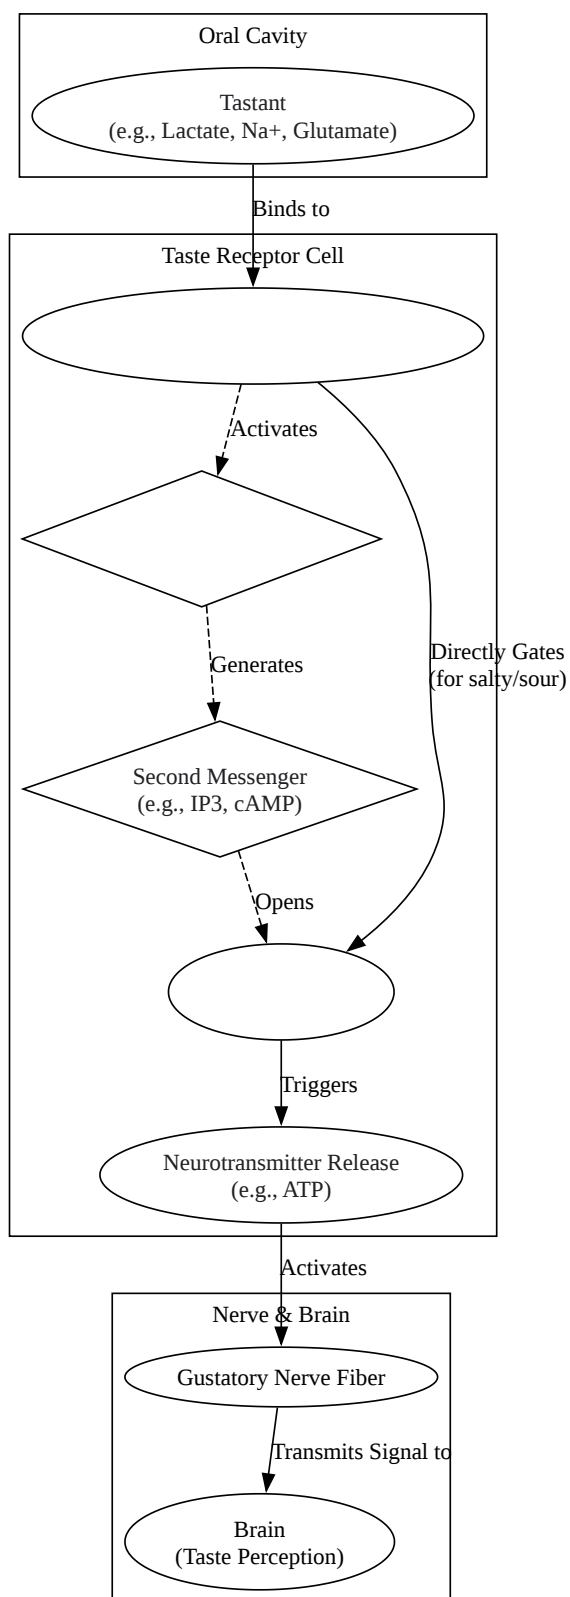 Oral Cavity
Tastant
(e.g., Lactate, Na+, Glutamate)
Binds to
Taste Receptor Cell
Activates
Generates
Directly Gates
(for salty/sour)
Second Messenger
(e.g., IP3, cAMP)
Opens
Triggers
Neurotransmitter Release
(e.g., ATP)
Activates
Nerve & Brain
Gustatory Nerve Fiber
Transmits Signal to
Brain
(Taste Perception)